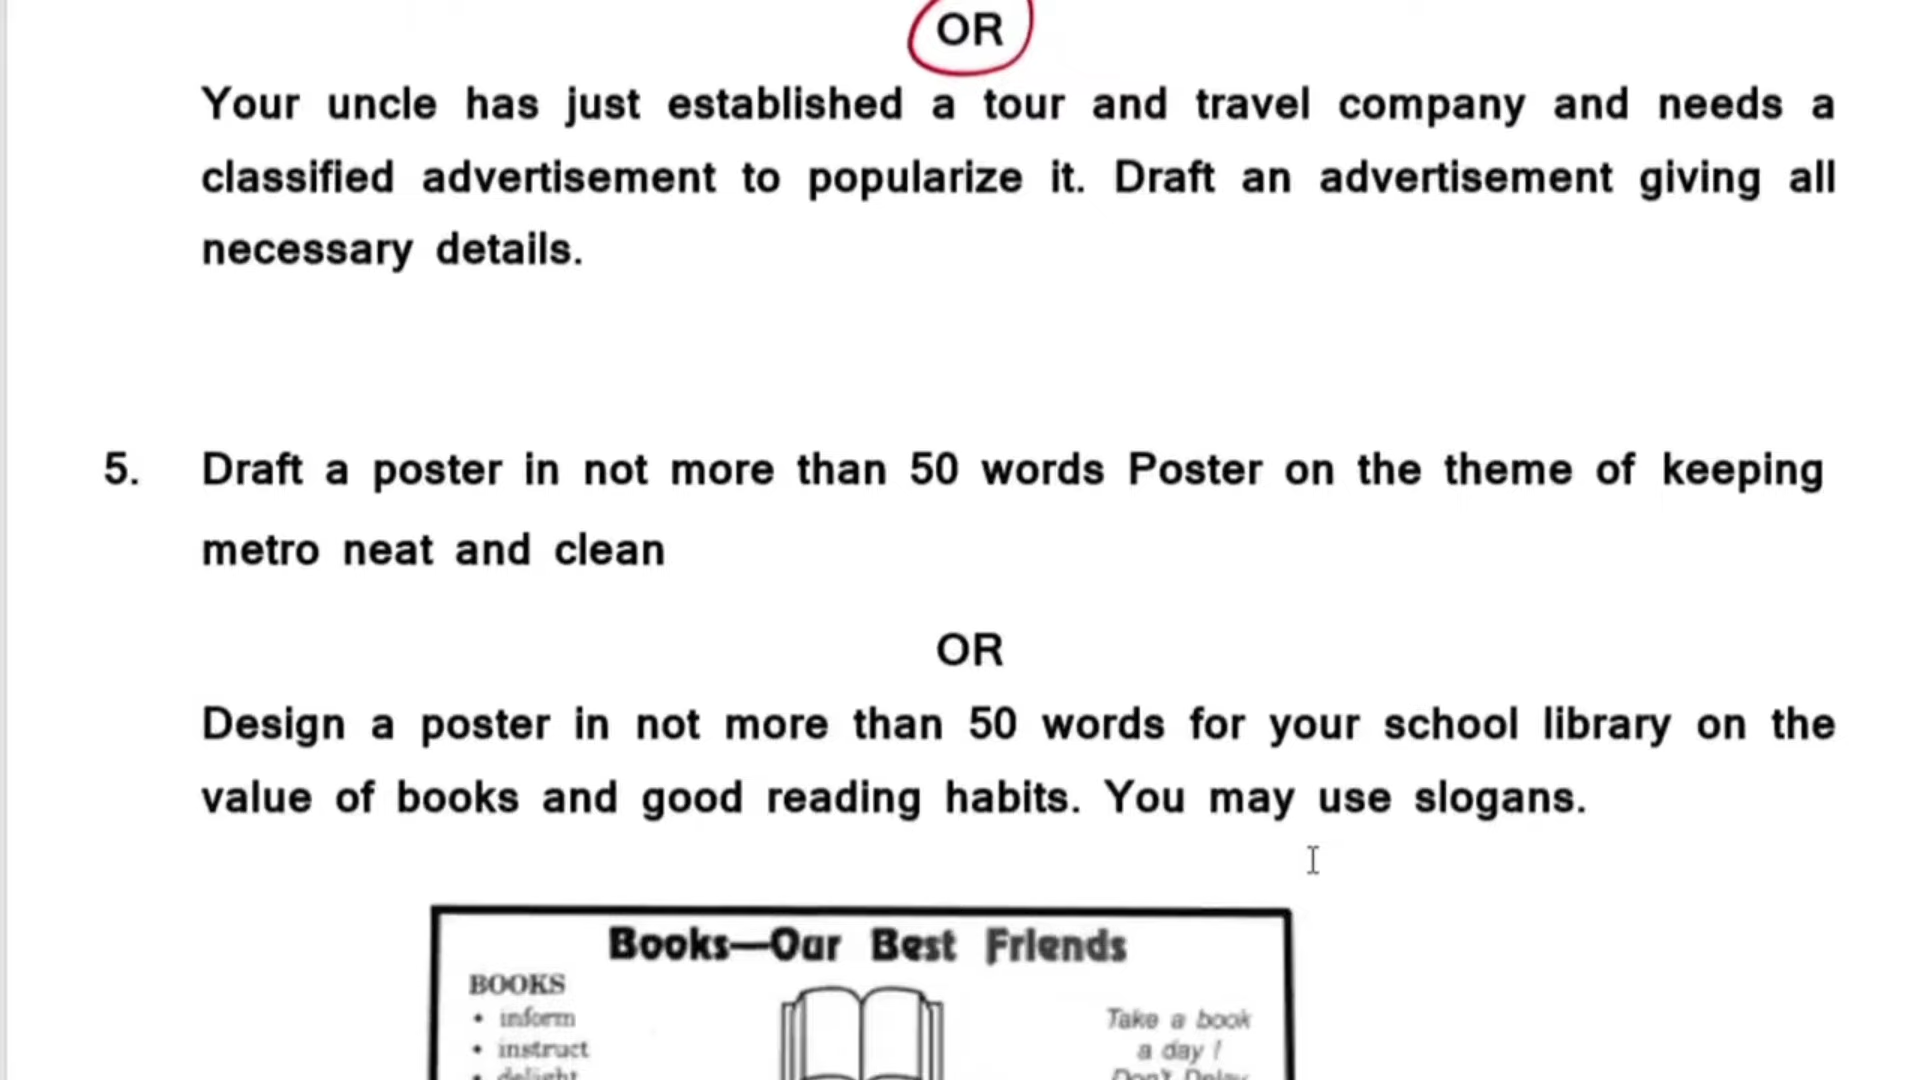 OR
Your uncle has just established a tour and travel company and needs a
classified advertisement to popularize it. Draft an advertisement giving all
necessary details.
5. Draft a poster in not more than 50 words Poster on the theme of keeping
metro neat and clean
OR
Design a poster in not more than 50 words for your school library on the
value of books and good reading habits. You may use slogans.
Books—Our Best Friends
BOOKS
• inform
• instruct
• delight
Take a book
a day !
Don't Delay